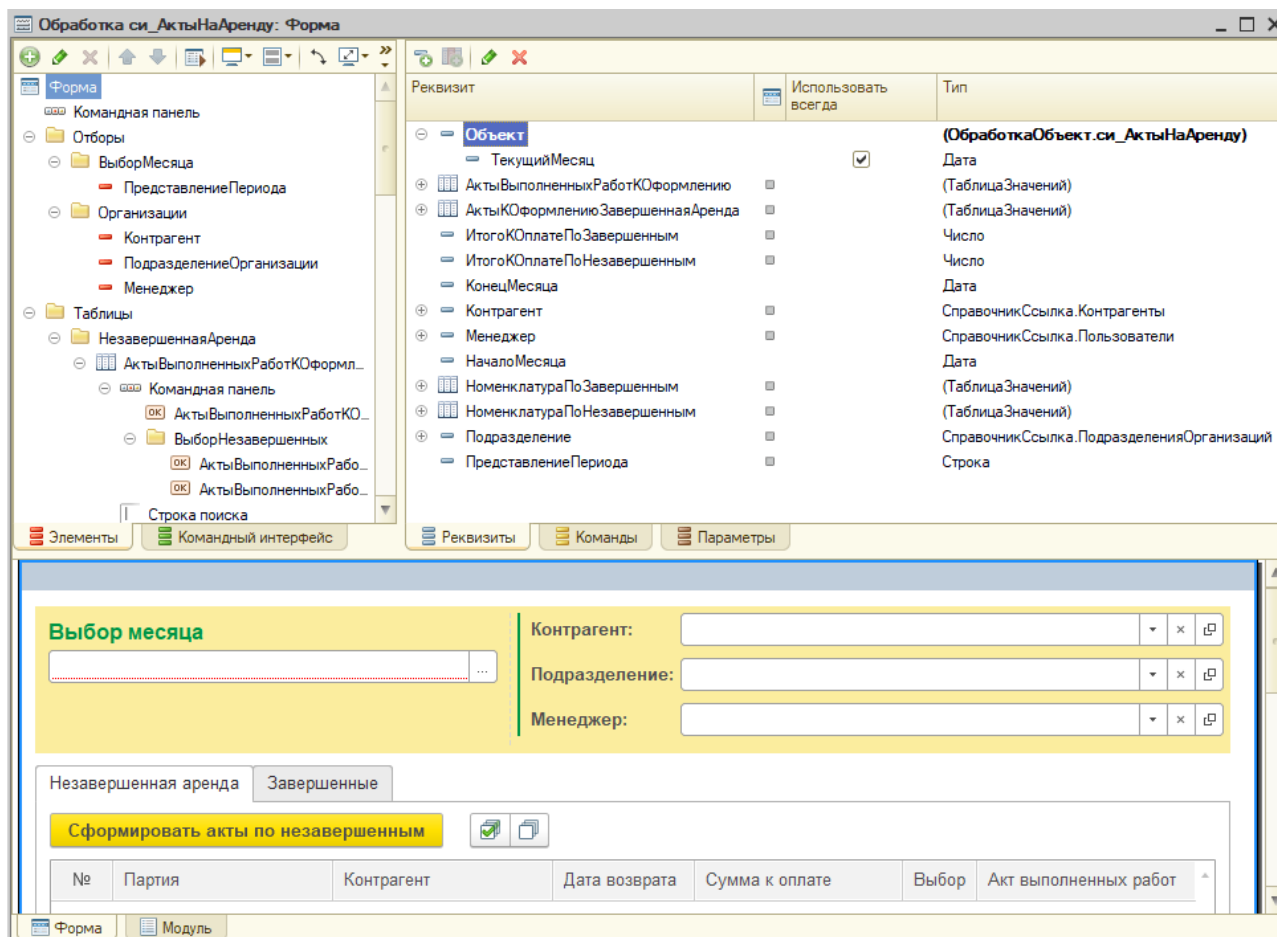 Обработка си_АктыНаАренду: Форма
Форма
Командная панель
Отборы
ВыборМесяца
ПредставлениеПериода
Организации
Контрагент
ПодразделениеОрганизации
Менеджер
Таблицы
НезавершеннаяАренда
АктыВыполненныхРаботКОформл...
Командная панель
АктыВыполненныхРаботКО...
ВыборНезавершенных
АктыВыполненныхРабо...
АктыВыполненныхРабо...
Строка поиска
Элементы
Командный интерфейс
Реквизит
Использовать
всегда
Тип
Объект
(ОбработкаОбъект.си_АктыНаАренду)
ТекущийМесяц
Дата
АктыВыполненныхРаботКОформлению
(ТаблицаЗначений)
АктыКОформлениюЗавершеннаяАренда
(ТаблицаЗначений)
ИтогоКОплатеПоЗавершенным
Число
ИтогоКОплатеПоНезавершенным
Число
КонецМесяца
Дата
Контрагент
СправочникСсылка.Контрагенты
Менеджер
СправочникСсылка.Пользователи
НачалоМесяца
Дата
НоменклатураПоЗавершенным
(ТаблицаЗначений)
НоменклатураПоНезавершенным
(ТаблицаЗначений)
Подразделение
СправочникСсылка.ПодразделенияОрганизаций
ПредставлениеПериода
Строка
Реквизиты
Команды
Параметры
Выбор месяца
...
Контрагент:
Подразделение:
Менеджер:
Незавершенная аренда
Завершенные
Сформировать акты по незавершенным
№ Партия Контрагент Дата возврата Сумма к оплате Выбор Акт выполненных работ
Форма
Модуль